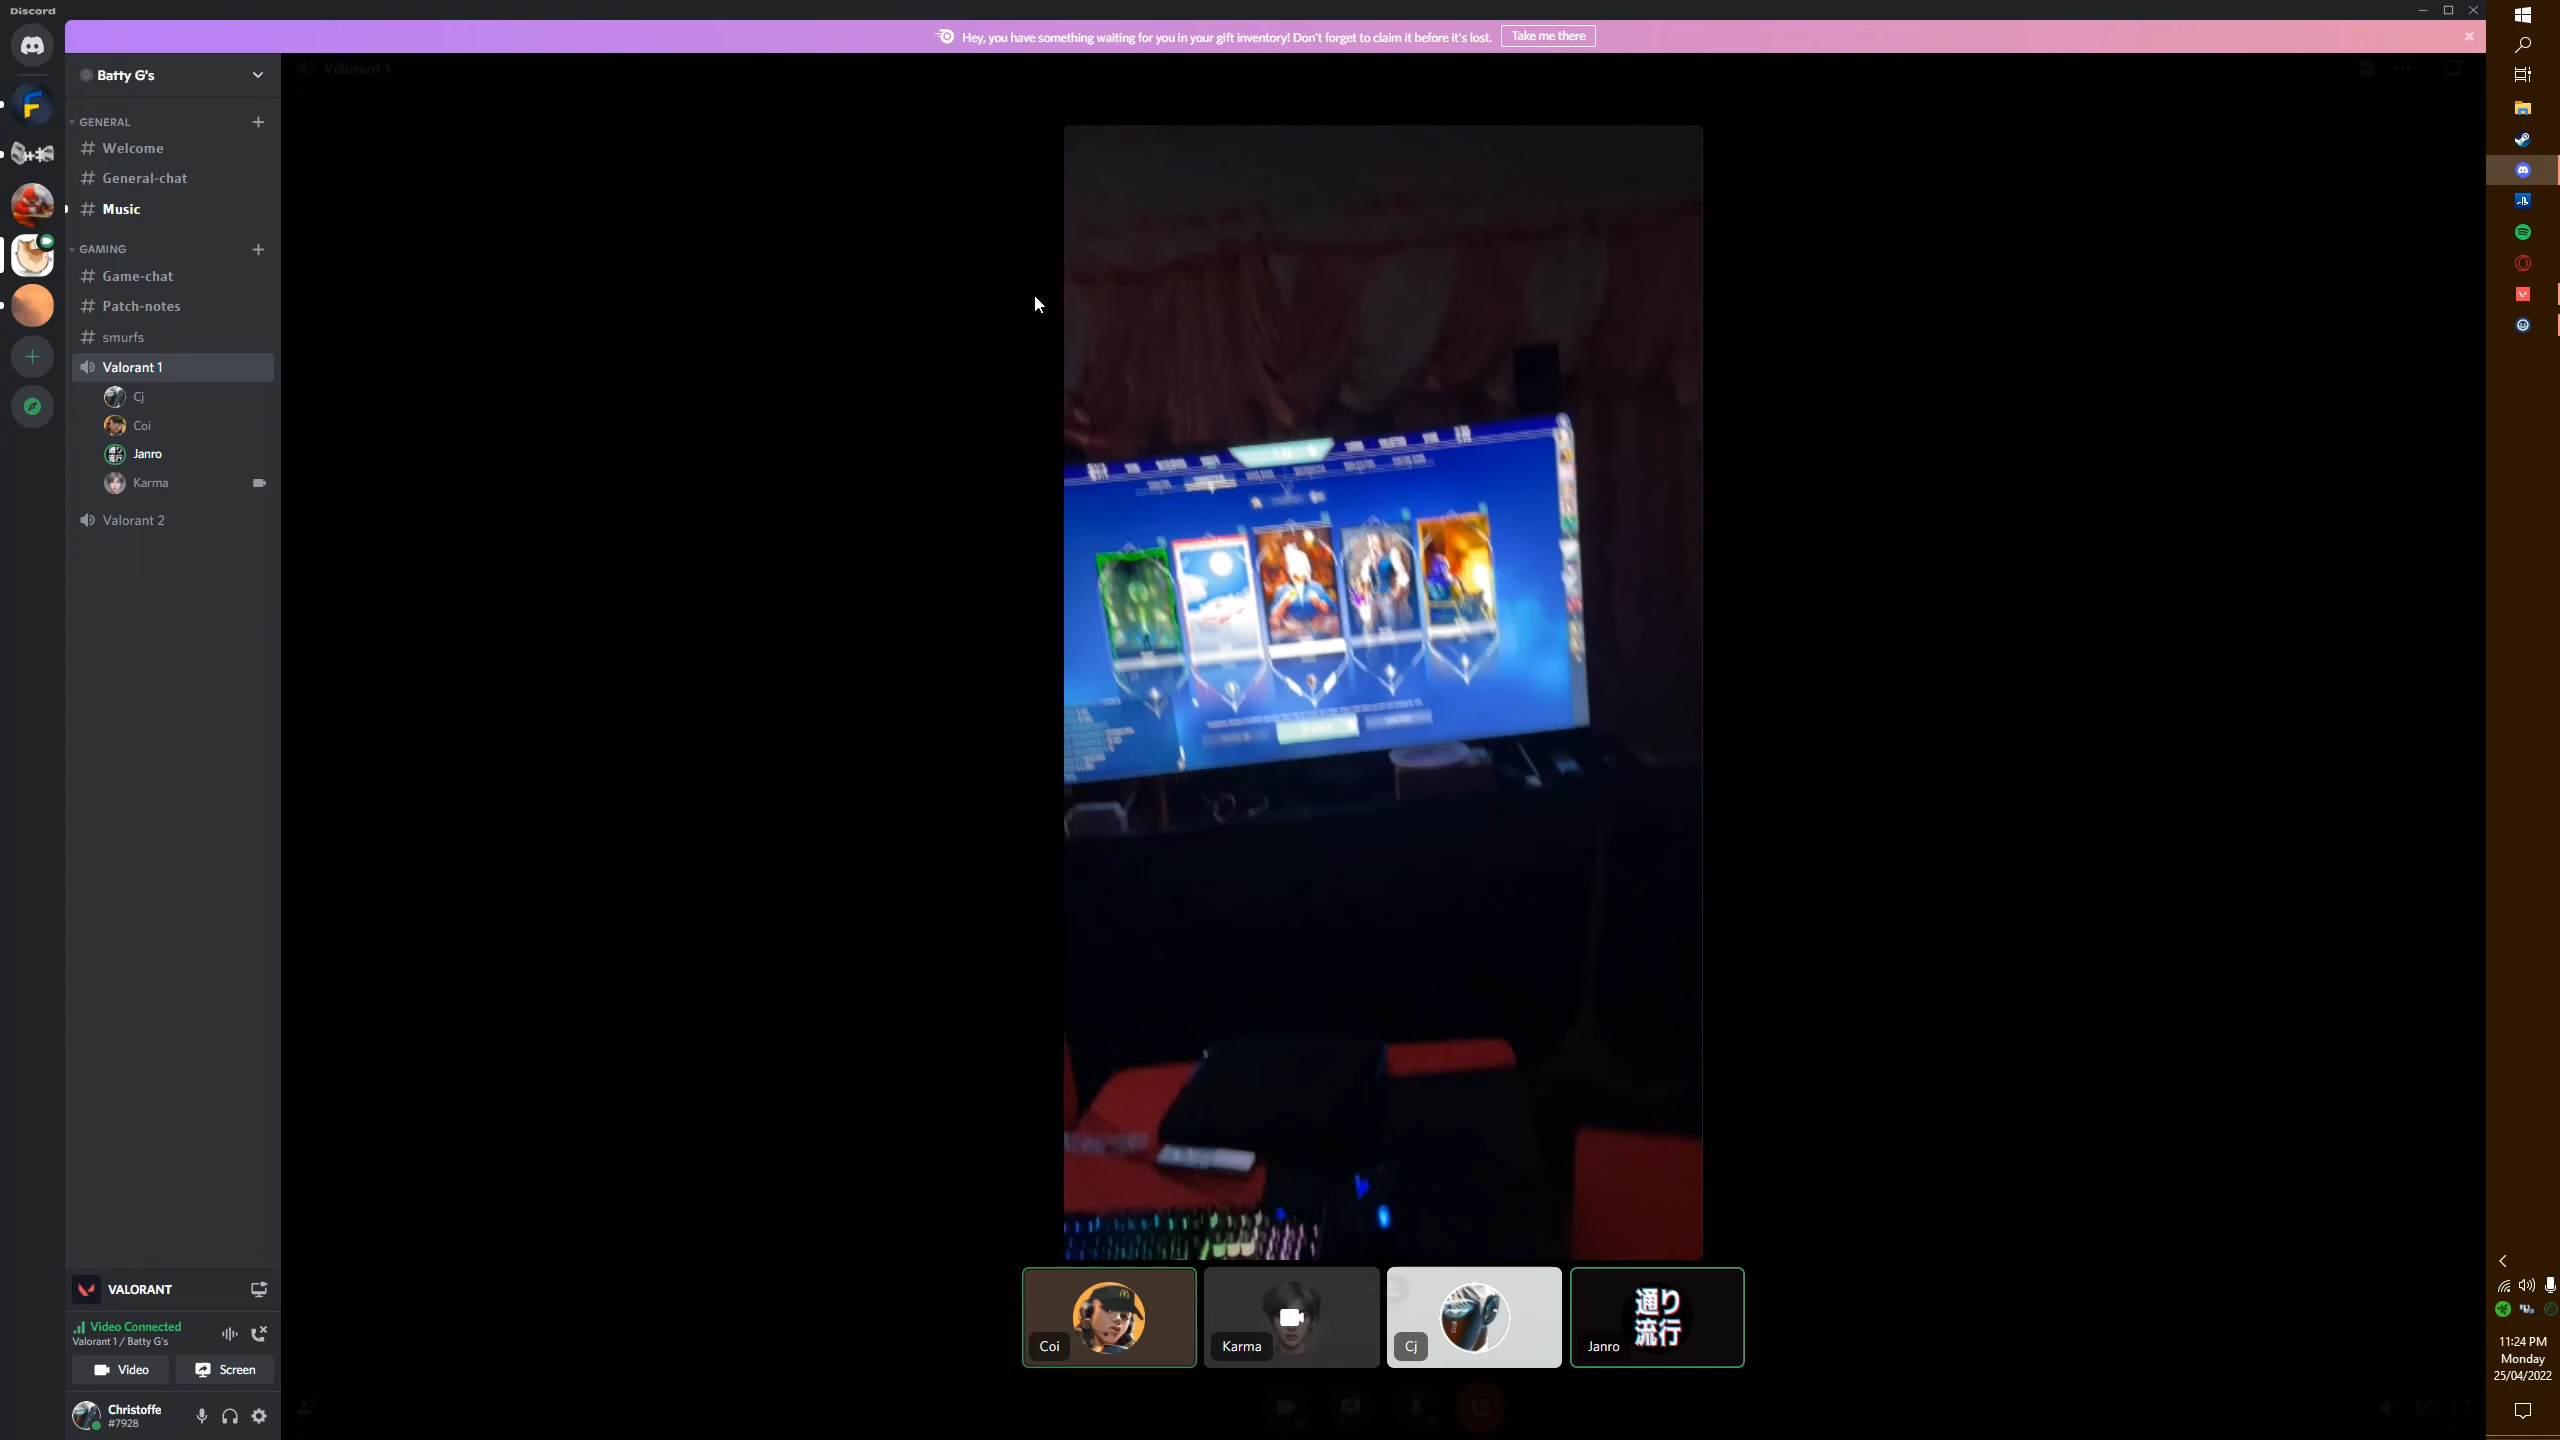 Discord
Hey, you have something waiting for you in your gift inventory! Don't forget to claim it before it's lost.
Take me there
Batty G's
Valorant 1
GENERAL
Welcome
General-chat
Music
GAMING
Game-chat
Patch-notes
smurfs
Valorant 1
Cj
Coi
Janro
Karma
Valorant 2
VALORANT
Video Connected
Valorant 1 / Batty G's
Video
Screen
Christoffe
#7928
Coi
Karma
Cj
通り
流行
Janro
11:24 PM
Monday
25/04/2022